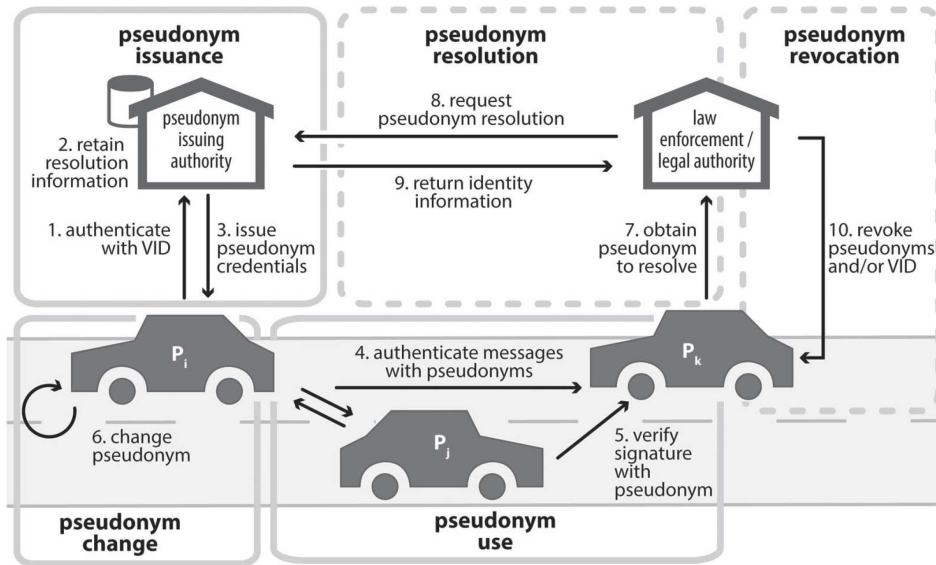 pseudonym
issuance
pseudonym
resolution
pseudonym
revocation
pseudonym
issuing
authority
8. request
pseudonym resolution
law
enforcement /
legal authority
2. retain
resolution
information
9. return identity
information
1. authenticate
with VID
3. issue
pseudonym
credentials
7. obtain
pseudonym
to resolve
10. revoke
pseudonyms
and/or VID
Pi
4. authenticate messages
with pseudonyms
Pk
6. change
pseudonym
Pj
5. verify
signature
with
pseudonym
pseudonym
change
pseudonym
use